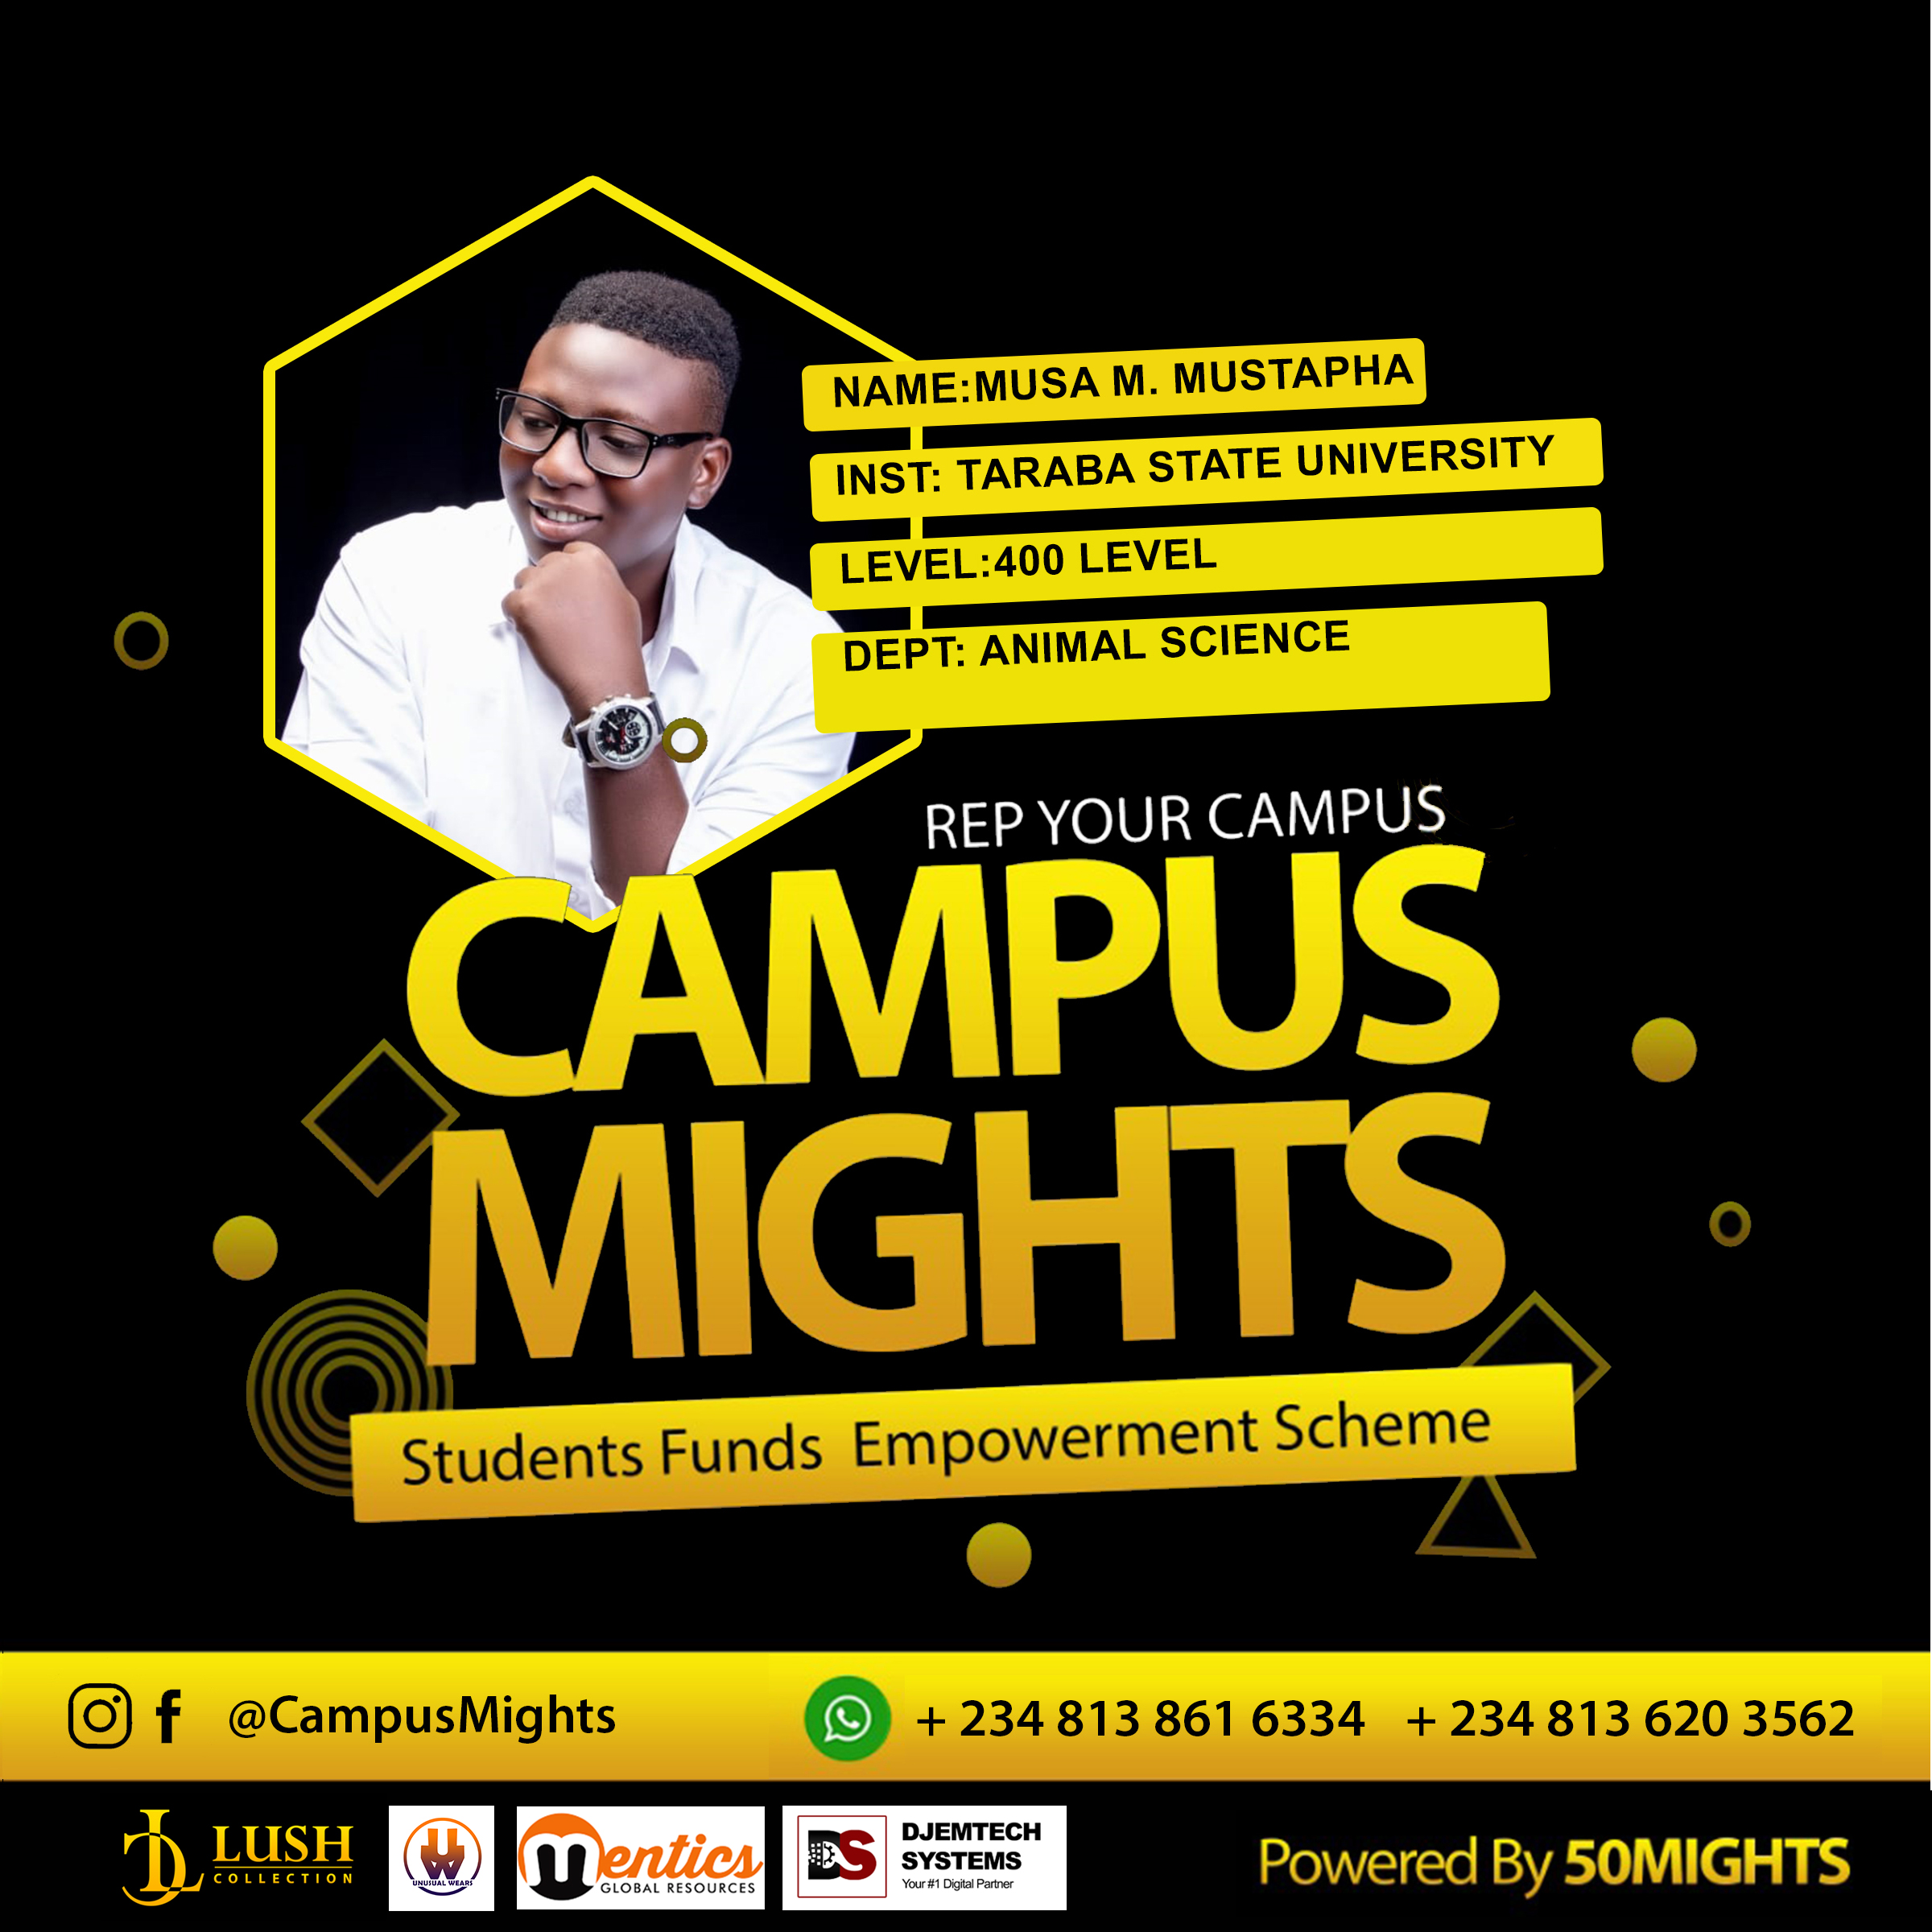 NAME:MUSA M. MUSTAPHA
INST: TARABA STATE UNIVERSITY
LEVEL:400 LEVEL
DEPT: ANIMAL SCIENCE
REP YOUR CAMPUS
CAMPUS
MIGHTS
Students Funds  Empowerment Scheme
@CampusMights
+ 234 813 861 6334
+ 234 813 620 3562
LUSH
COLLECTION
UW
UNUSUAL WEARS
mentics
GLOBAL RESOURCES
DS
DJEMTECH
SYSTEMS
Your #1 Digital Partner
Powered By 50MIGHTS